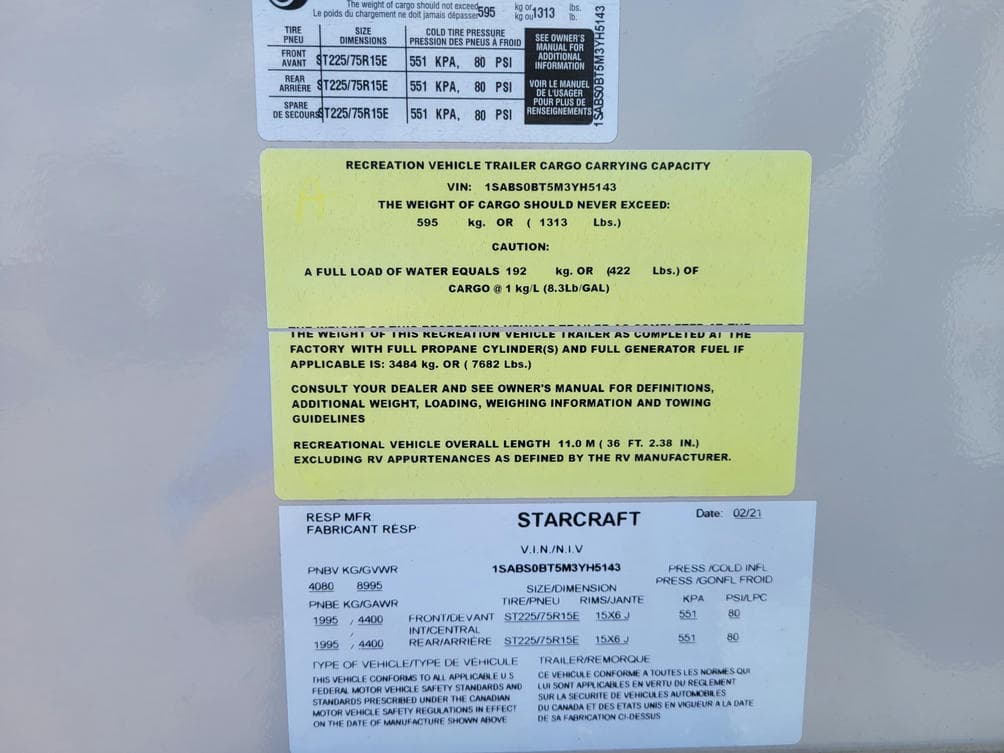 The weight of cargo should not exceed 595 kg or 1313 lbs.
Le poids du chargement ne doit jamais dépasser kg ou lb.
TIRE PNEU SIZE DIMENSIONS COLD TIRE PRESSURE PRESSION DES PNEUS À FROID
FRONT AVANT ST225/75R15E 551 KPA, 80 PSI
REAR ARRIÈRE ST225/75R15E 551 KPA, 80 PSI
SPARE DE SECOURS ST225/75R15E 551 KPA, 80 PSI
SEE OWNER'S
MANUAL FOR
ADDITIONAL
INFORMATION
VOIR LE MANUEL
DE L'USAGER
POUR PLUS DE
RENSEIGNEMENTS
1SABS0BT5M3YH5143
RECREATION VEHICLE TRAILER CARGO CARRYING CAPACITY
VIN: 1SABS0BT5M3YH5143
THE WEIGHT OF CARGO SHOULD NEVER EXCEED:
595 kg. OR ( 1313 Lbs.)
CAUTION:
A FULL LOAD OF WATER EQUALS 192 kg. OR (422 Lbs.) OF
CARGO @ 1 kg/L (8.3Lb/GAL)
THE WEIGHT OF THIS RECREATION VEHICLE TRAILER AS COMPLETED AT THE
FACTORY WITH FULL PROPANE CYLINDER(S) AND FULL GENERATOR FUEL IF
APPLICABLE IS: 3484 kg. OR ( 7682 Lbs.)
CONSULT YOUR DEALER AND SEE OWNER'S MANUAL FOR DEFINITIONS,
ADDITIONAL WEIGHT, LOADING, WEIGHING INFORMATION AND TOWING
GUIDELINES
RECREATIONAL VEHICLE OVERALL LENGTH 11.0 M ( 36 FT. 2.38 IN.)
EXCLUDING RV APPURTENANCES AS DEFINED BY THE RV MANUFACTURER.
RESP MFR
FABRICANT RESP
STARCRAFT
Date: 02/21
V.I.N./N.I.V
PNBV KG/GVWR 1SABS0BT5M3YH5143 PRESS /COLD INFL
4080 8995 SIZE/DIMENSION PRESS /GONFL FROID
PNBE KG/GAWR TIRE/PNEU RIMS/JANTE KPA PSI/LPC
1995 / 4400 FRONT/DEVANT ST225/75R15E 15X6 J 551 80
/ INT/CENTRAL
1995 / 4400 REAR/ARRIÈRE ST225/75R15E 15X6 J 551 80
TYPE OF VEHICLE/TYPE DE VÉHICULE TRAILER/REMORQUE
THIS VEHICLE CONFORMS TO ALL APPLICABLE U.S
FEDERAL MOTOR VEHICLE SAFETY STANDARDS AND
STANDARDS PRESCRIBED UNDER THE CANADIAN
MOTOR VEHICLE SAFETY REGULATIONS IN EFFECT
ON THE DATE OF MANUFACTURE SHOWN ABOVE
CE VEHICULE CONFORME A TOUTES LES NORMES QUI
LUI SONT APPLICABLES EN VERTU DU REGLEMENT
SUR LA SECURITE DE VEHICULES AUTOMOBILES
DU CANADA ET DES ETATS UNIS EN VIGUEUR A LA DATE
DE SA FABRICATION CI-DESSUS